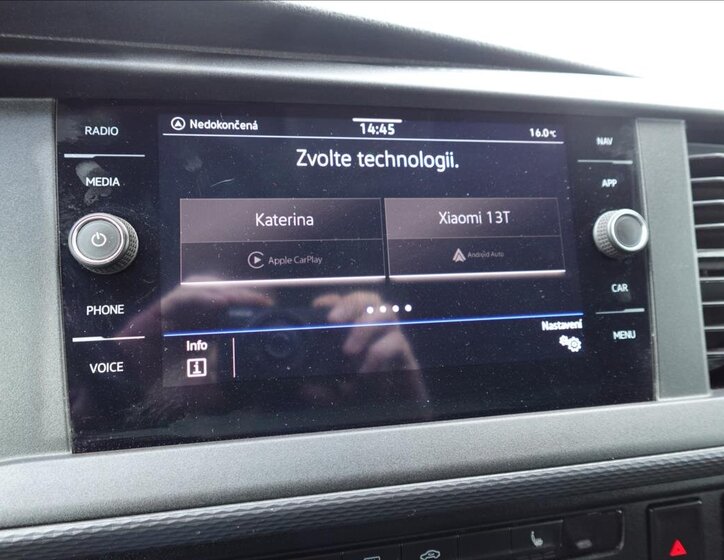 RADIO
MEDIA
PHONE
VOICE
Nedokončená
14:45
16.0°C
Zvolte technologii.
Katerina
Apple CarPlay
Xiaomi 13T
Android Auto
Info
Nastavení
NAV
APP
CAR
MENU